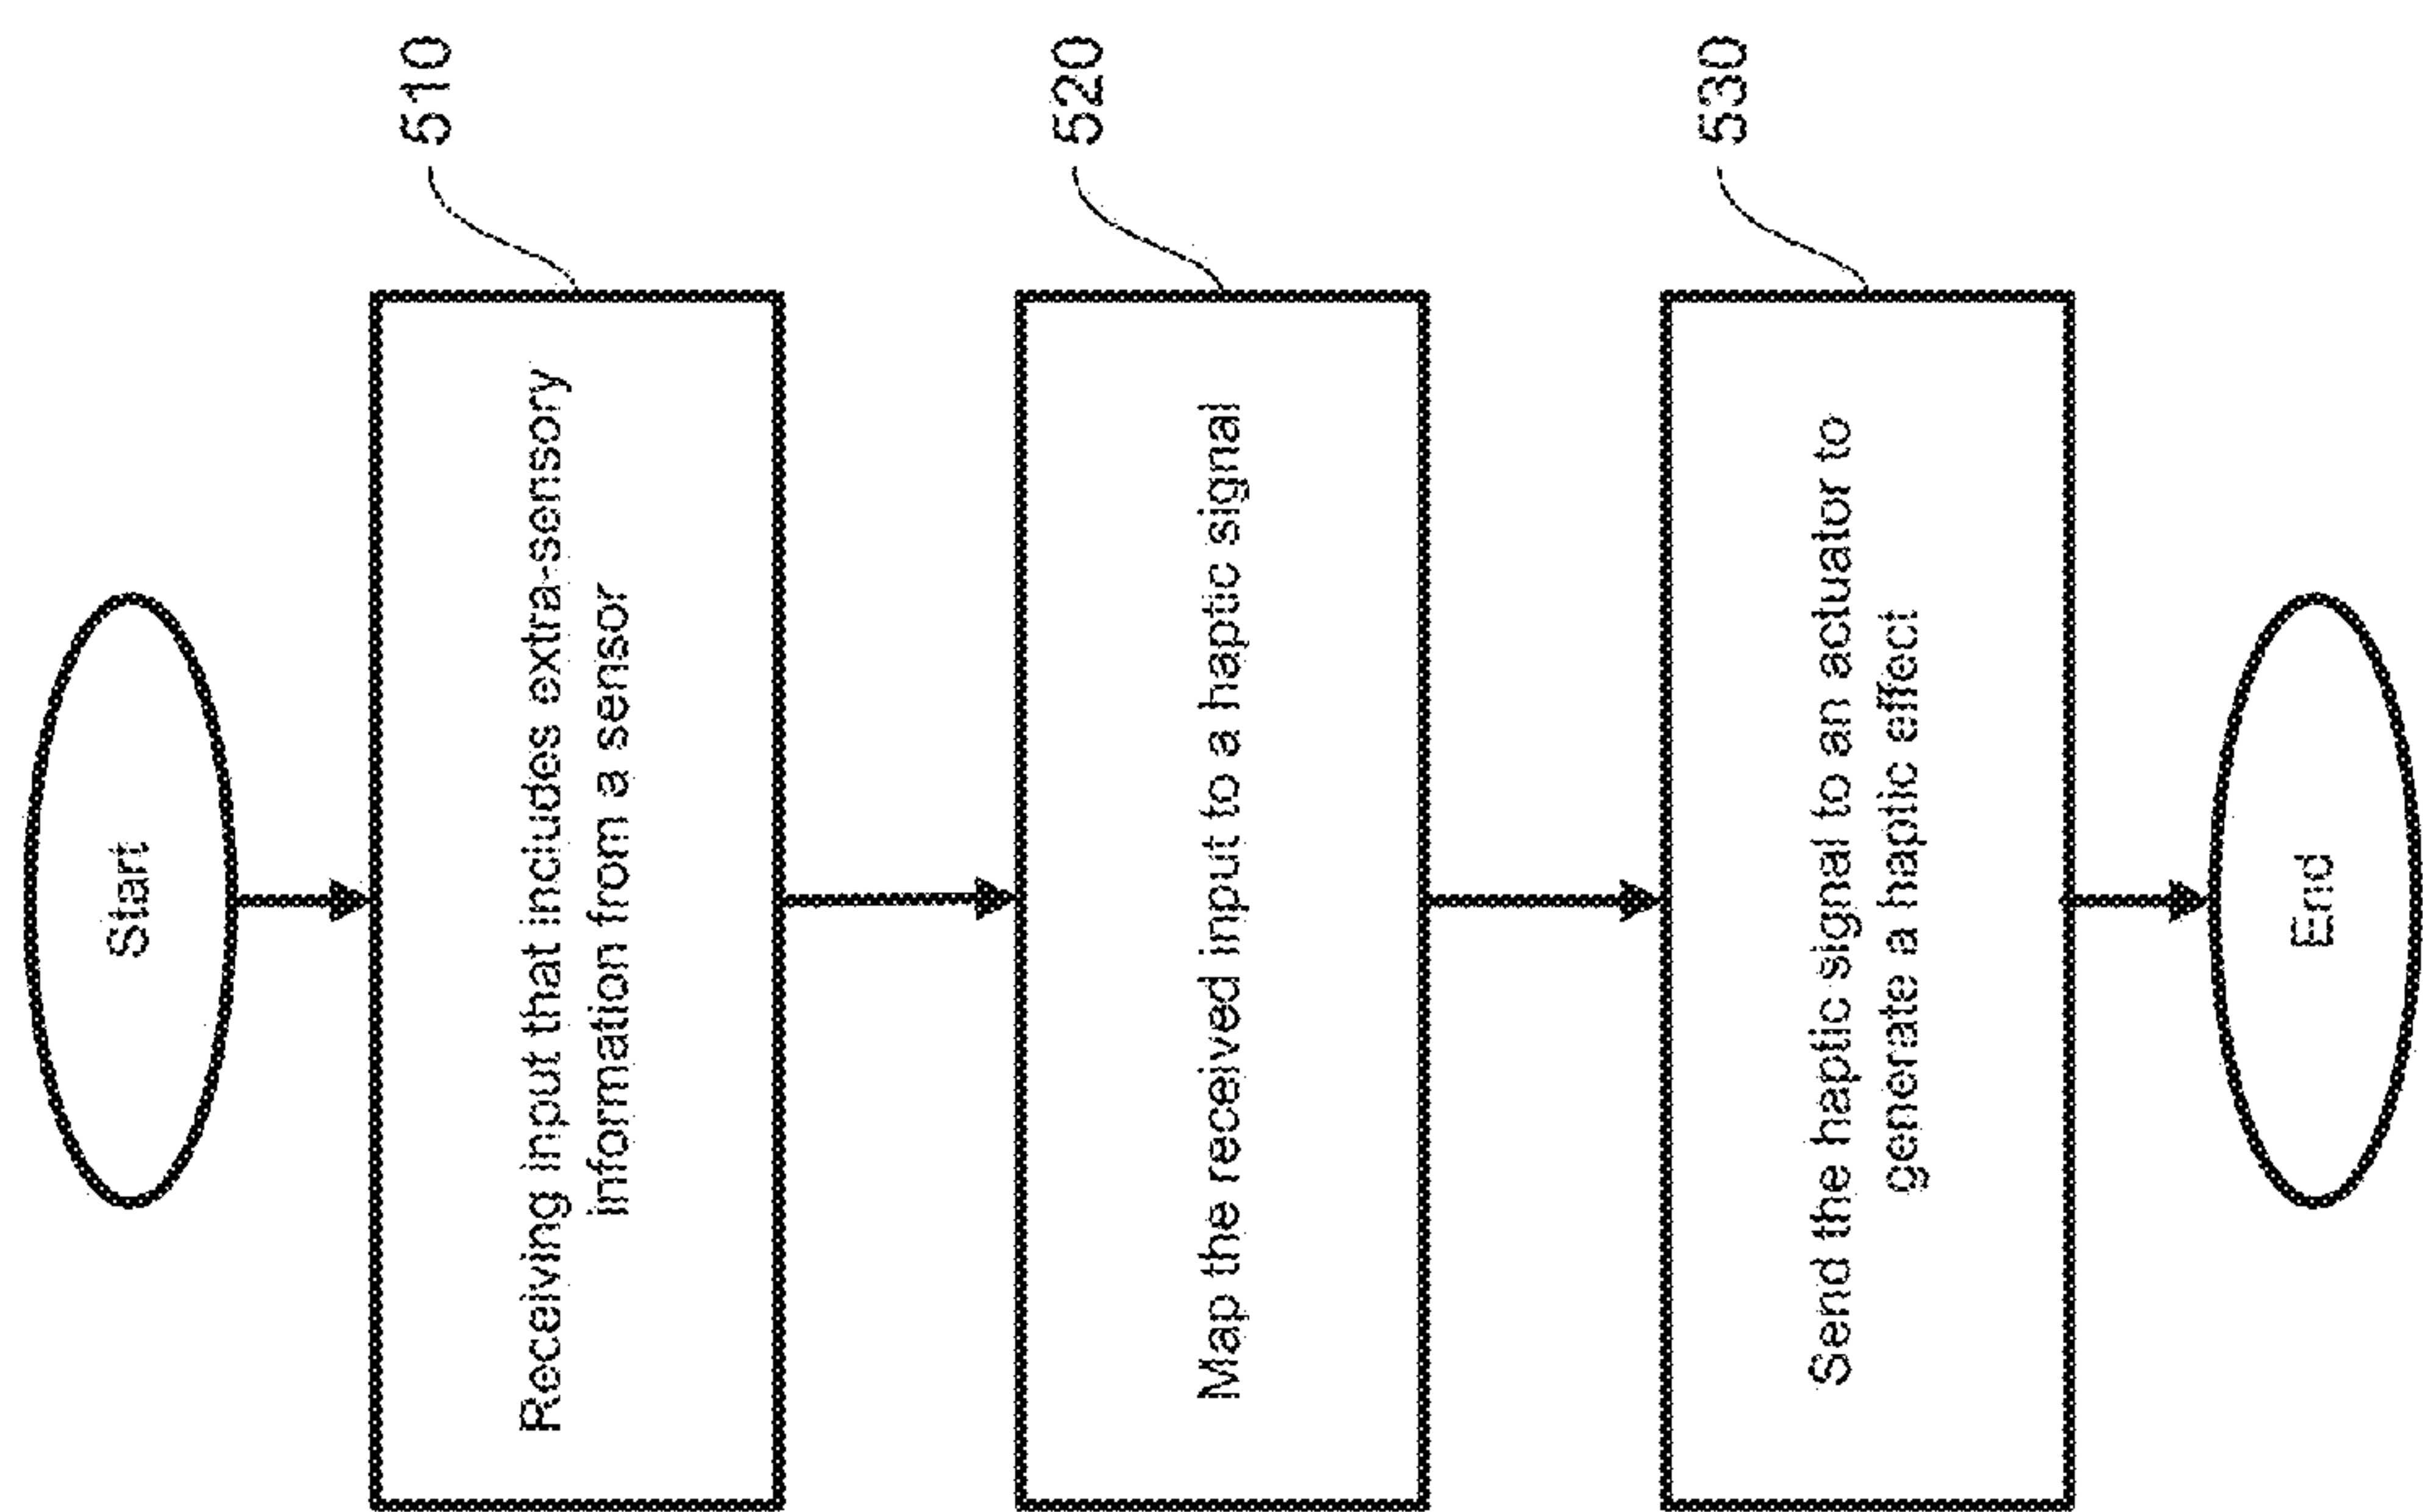 Start
510
Receiving input that includes extra-sensory
information from a sensor
520
Map the received input to a haptic signal
530
Send the haptic signal to an actuator to
generate a haptic effect
End